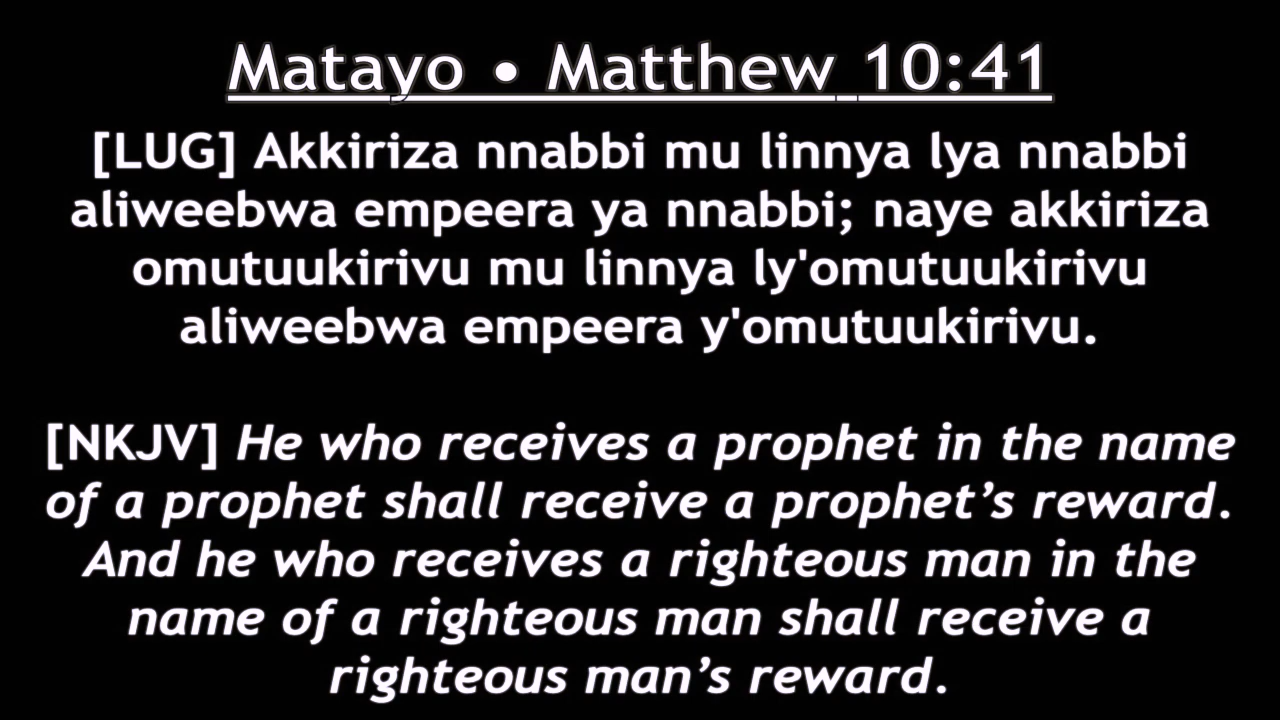 Matayo • Matthew 10:41
[LUG] Akkiriza nnabbi mu linnya lya nnabbi
aliweebwa empeera ya nnabbi; naye akkiriza
omutuukirivu mu linnya ly'omutuukirivu
aliweebwa empeera y'omutuukirivu.
[NKJV] He who receives a prophet in the name
of a prophet shall receive a prophet’s reward.
And he who receives a righteous man in the
name of a righteous man shall receive a
righteous man’s reward.